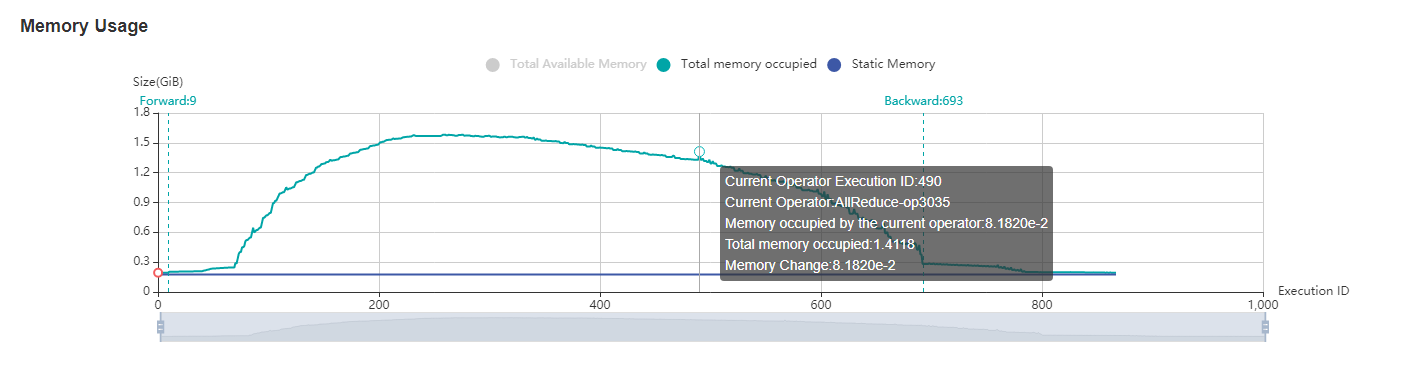 Memory Usage
Total Available Memory Total memory occupied Static Memory
Size(GiB)
Forward:9 Backward:693
1.8
1.5
1.2
0.9
0.6
0.3
0
Current Operator Execution ID:490
Current Operator:AllReduce-op3035
Memory occupied by the current operator:8.1820e-2
Total memory occupied:1.4118
Memory Change:8.1820e-2
0 200 400 600 800 1,000
Execution ID